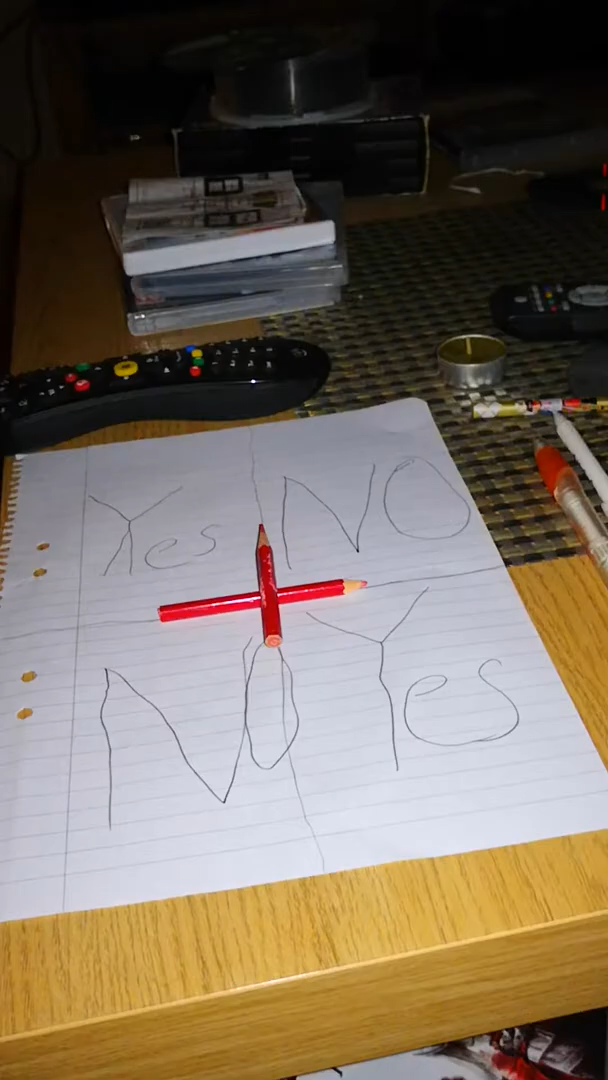 Yes NO
NO Yes